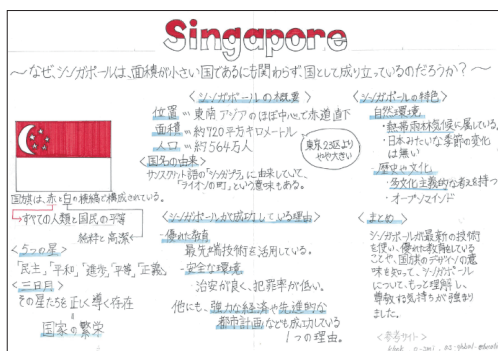 Singapore
～なぜ、シンガポールは、面積が小さい国であるにも関わらず、国として成り立っているのだろうか？～
国旗は、赤と白の横縞で構成されている。
すべての人類と国民の平等
純粋と高潔
〈5つの星〉
「民主」,「平和」「進歩」「平等」「正義」
〈三日月〉
その星たちを正しく導く存在
国家の繁栄
〈シンガポールの概要〉
位置＝東南アジアのほぼ中心で赤道直下
面積＝約720平方キロメートル
人口＝約564万人
東京23区より
やや大きい
〈国名の由来〉
サンスクリット語の「シンガプラ」に由来していて、
「ライオンの町」という意味もある。
〈シンガポールが成功している理由〉
・優れた教育
最先端技術を活用している。
・安全な環境
治安が良く、犯罪率が低い。
他にも、強力な経済や先進的な
都市計画なども成功している
1つの理由。
〈シンガポールの特色〉
自然環境
・熱帯雨林気候に属している。
・日本みたいな季節の変化
は無い
歴史や文化
・多文化主義的な考えを持つ
・オープンマインド
〈まとめ〉
シンガポールが最新の技術
を使い、優れた教育をしている
ことや、国旗のデザインの意
味を知って、シンガポール
について、もっと理解し、
尊敬する気持ちが強まり
ました。
〈参考サイト〉